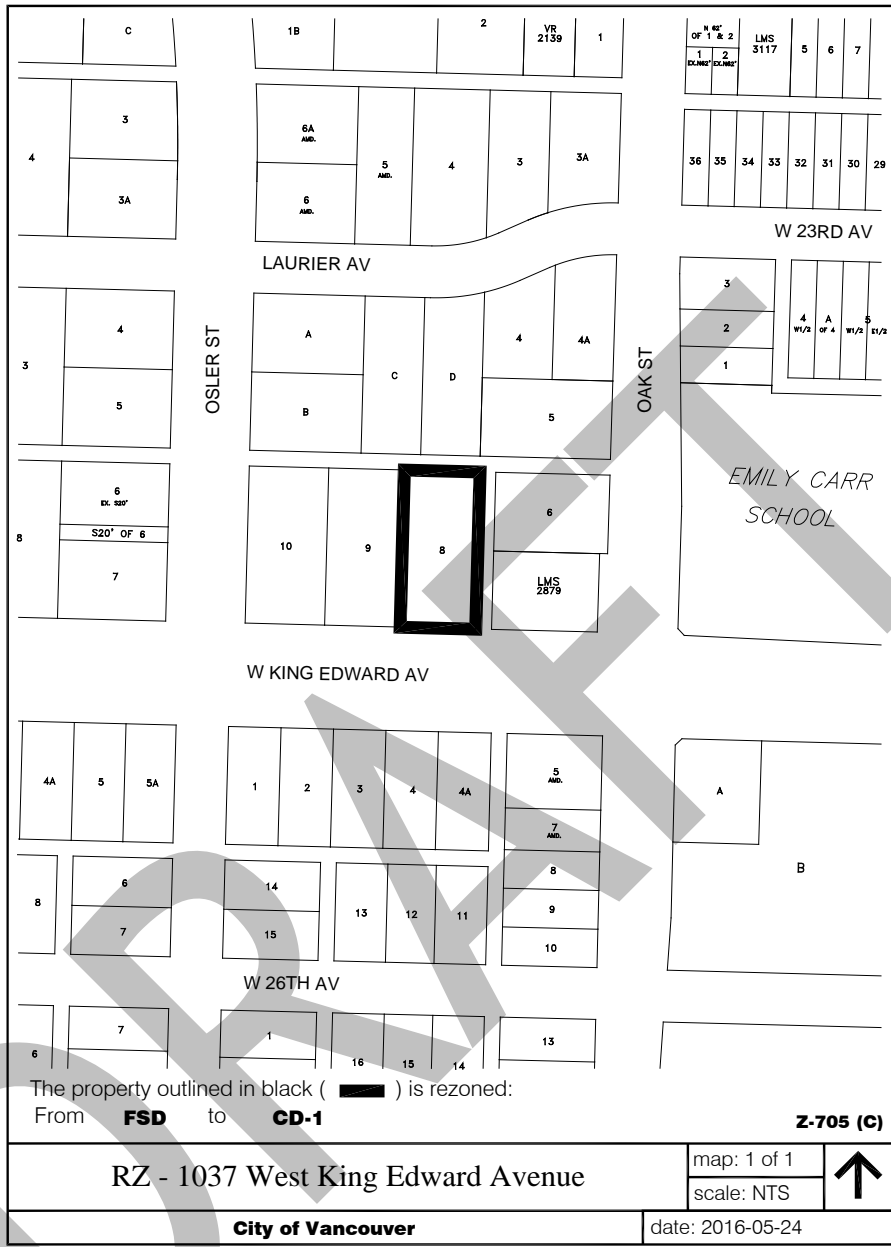 C
1B
2
VR
2139
1
N 62'
OF 1 & 2
1
EX.N62'
2
EX.N62'
LMS
3117
5
6
7
4
3
3A
6A
AMD.
6
AMD.
5
AMD.
4
3
3A
36
35
34
33
32
31
30
29
W 23RD AV
LAURIER AV
3
4
5
OSLER ST
A
B
C
D
4
4A
5
OAK ST
3
2
1
4
W1/2
A
OF 4
5
W1/2
E1/2
EMILY CARR
SCHOOL
8
6
EX. S20'
S20' OF 6
7
10
9
8
6
LMS
2879
W KING EDWARD AV
4A
5
5A
1
2
3
4
4A
5
AMD.
7
AMD.
8
9
10
A
B
8
6
7
14
15
13
12
11
W 26TH AV
6
7
1
16
15
14
13
DRAFT
The property outlined in black ( ) is rezoned:
From FSD to CD-1
Z-705 (C)
RZ - 1037 West King Edward Avenue
map: 1 of 1
scale: NTS
City of Vancouver
date: 2016-05-24